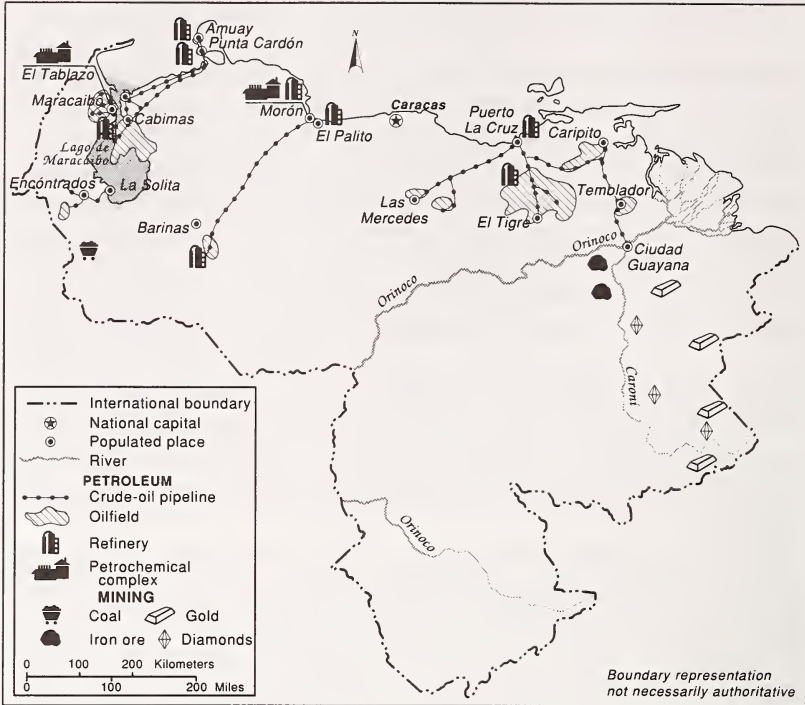 Amuay
Punta Cardón
N
El Tablazo
Maracaibo
Cabimas
Morón
El Palito
Caracas
Puerto
La Cruz
Caripito
Lago de
Maracaibo
Encóntrados
La Solita
Barinas
Las
Mercedes
El Tigre
Temblador
Orinoco
Ciudad
Guayana
Orinoco
Caroní
Orinoco
International boundary
National capital
Populated place
River
PETROLEUM
Crude-oil pipeline
Oilfield
Refinery
Petrochemical
complex
MINING
Coal Gold
Iron ore Diamonds
0 100 200 Kilometers
0 100 200 Miles
Boundary representation
not necessarily authoritative